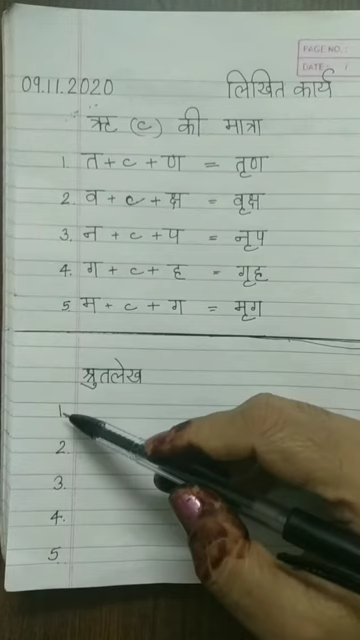 PAGE NO.:
DATE: /
09.11.2020 लिखित कार्य
ऋ (ृ) की मात्रा
1. त + ृ + ण = तृण
2. व + ृ + क्ष = वृक्ष
3. न + ृ + प = नृप
4. ग + ृ + ह = गृह
5. म + ृ + ग = मृग
श्रुतलेख
1.
2.
3.
4.
5.